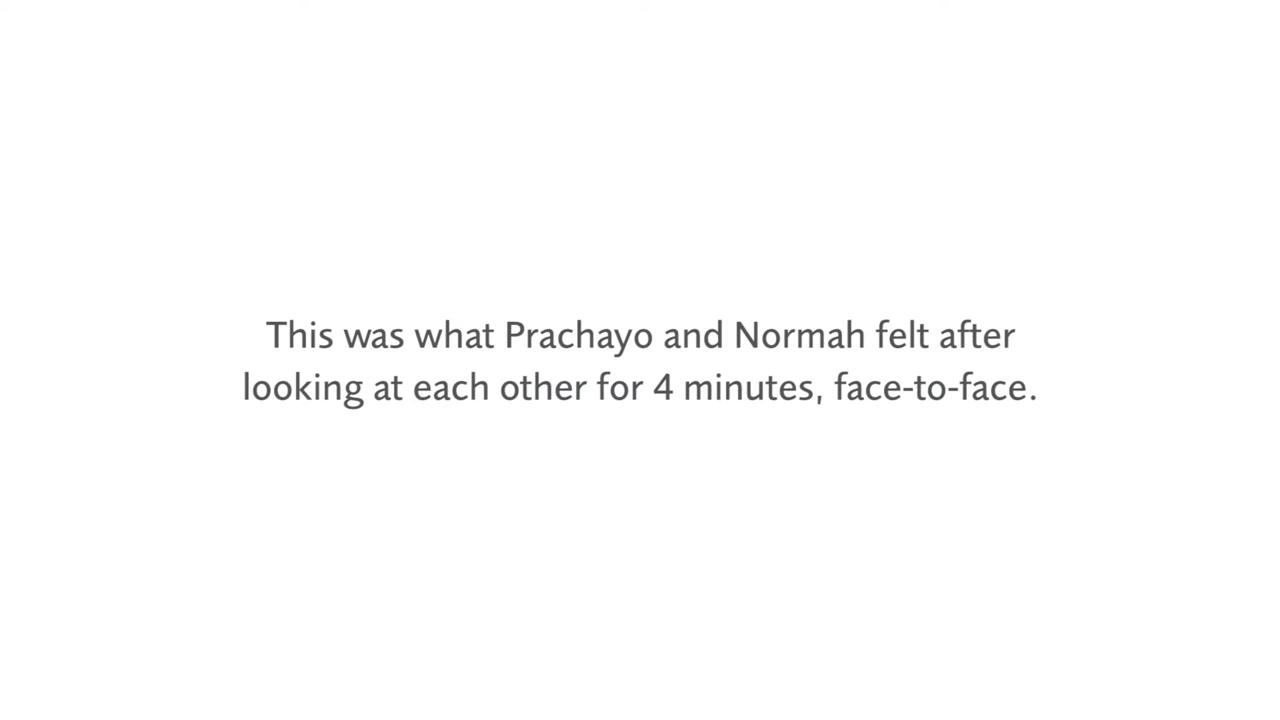 This was what Prachayo and Normah felt after
looking at each other for 4 minutes, face-to-face.